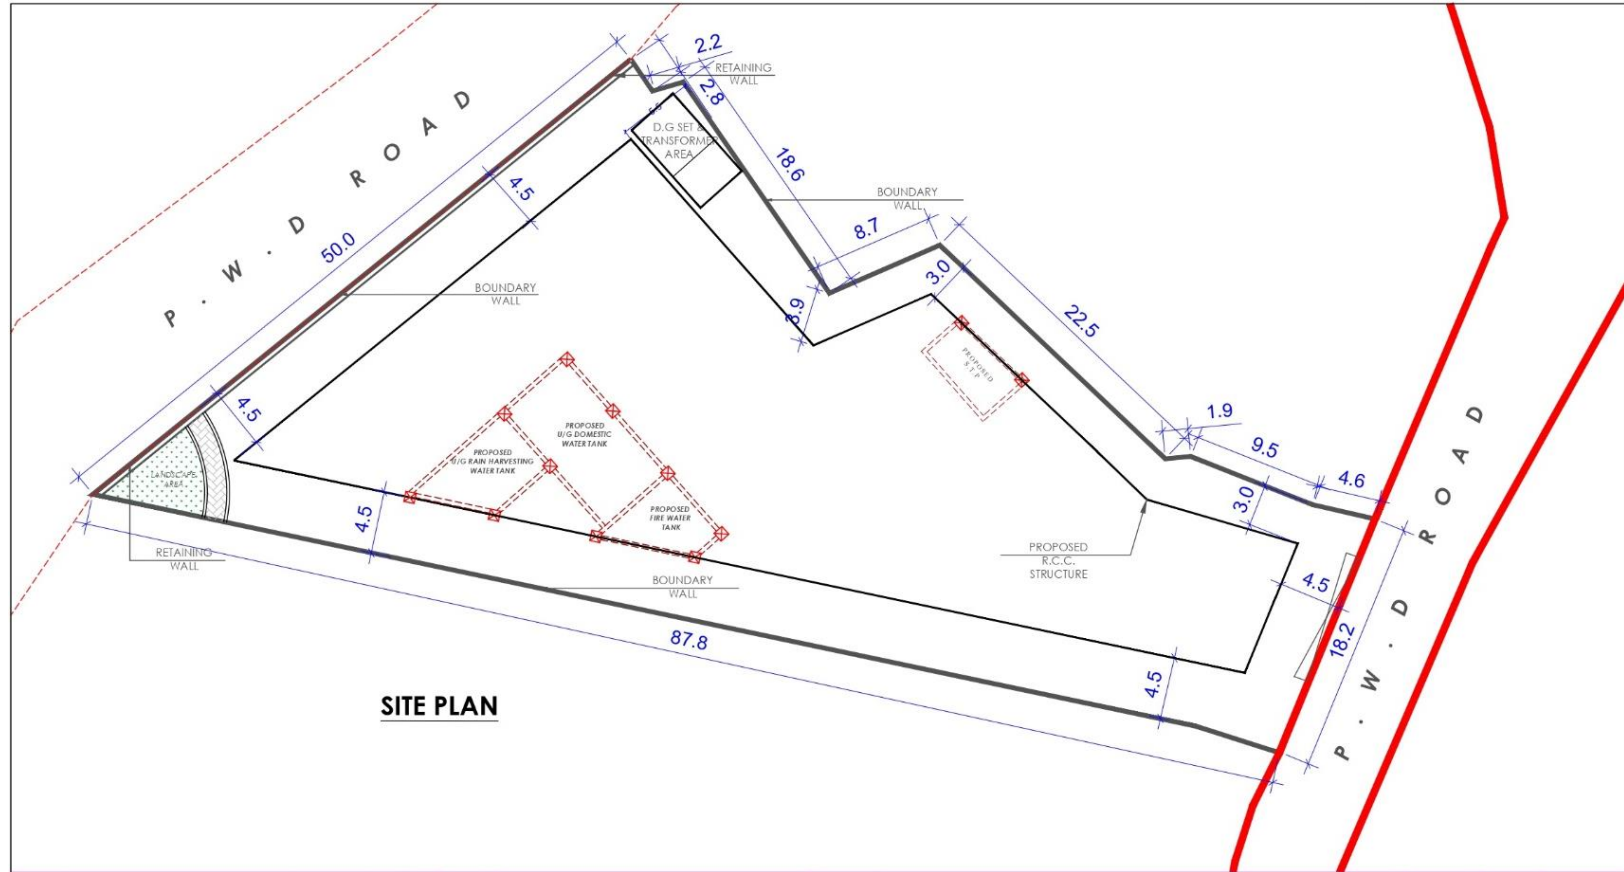 2.2
RETAINING
WALL
2.8
D.G SET &
TRANSFORMER
AREA
P . W . D R O A D
4.5
18.6
BOUNDARY
WALL
8.7
50.0
3.0
BOUNDARY
WALL
3.9
22.5
PROPOSED
S.T.P
4.5
1.9
PROPOSED
U/G DOMESTIC
WATER TANK
9.5
PROPOSED
U/G RAIN HARVESTING
WATER TANK
4.6
LANDSCAPE
AREA
3.0
4.5
PROPOSED
FIRE WATER
TANK
RETAINING
WALL
PROPOSED
R.C.C.
STRUCTURE
BOUNDARY
WALL
4.5
18.2
P . W . D R O A D
87.8
4.5
SITE PLAN